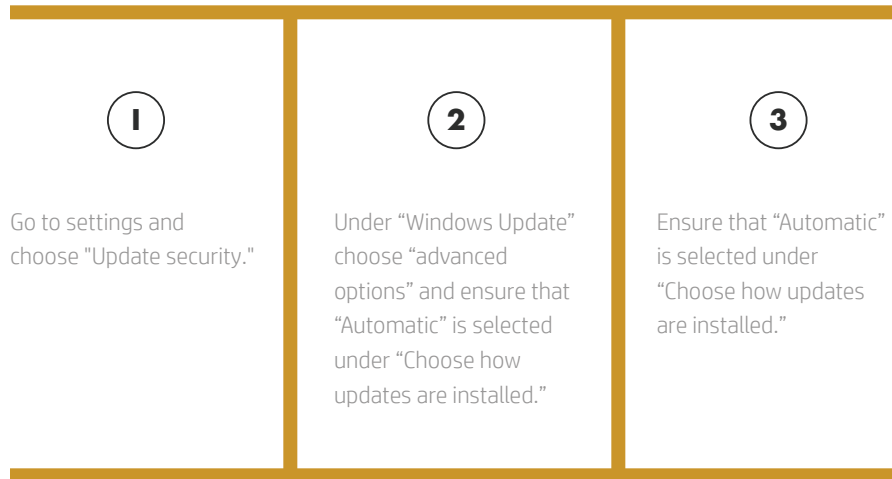 1
Go to settings and
choose "Update security."
2
Under “Windows Update”
choose “advanced
options” and ensure that
“Automatic” is selected
under “Choose how
updates are installed.”
3
Ensure that “Automatic”
is selected under
“Choose how updates
are installed.”